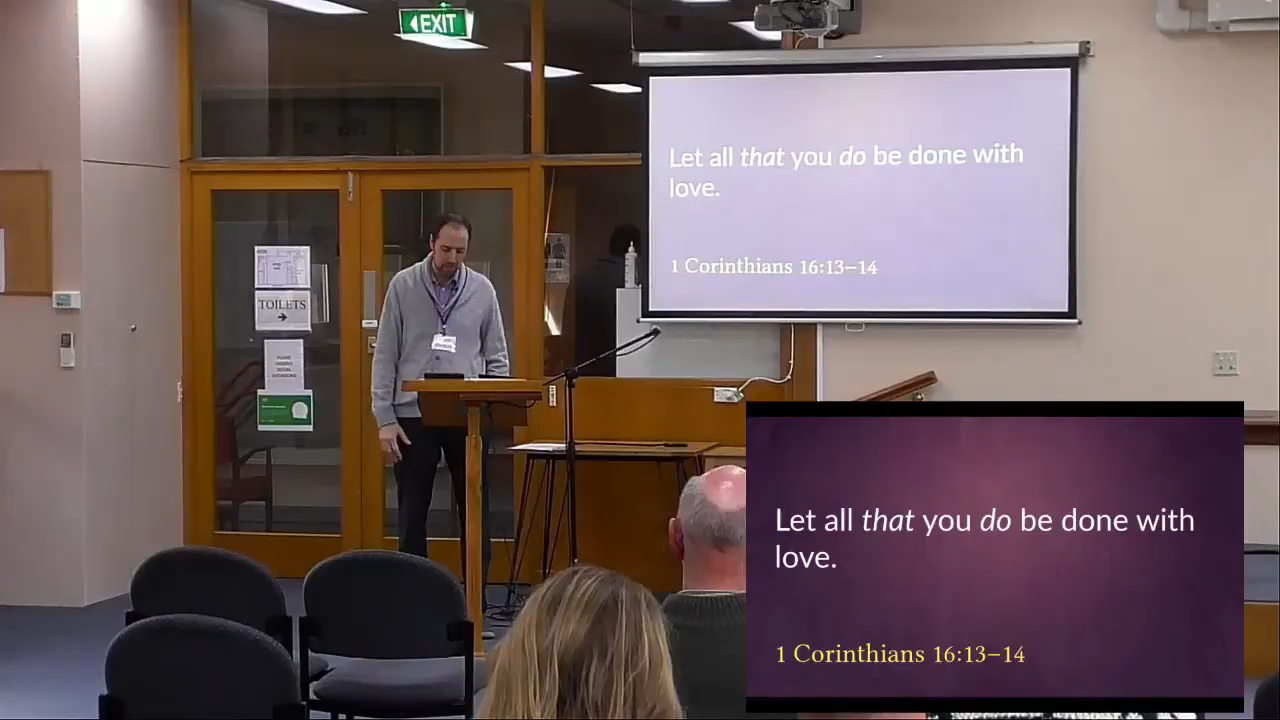 EXIT
Let all that you do be done with
love.
1 Corinthians 16:13–14
TOILETS
Let all that you do be done with
love.
1 Corinthians 16:13–14